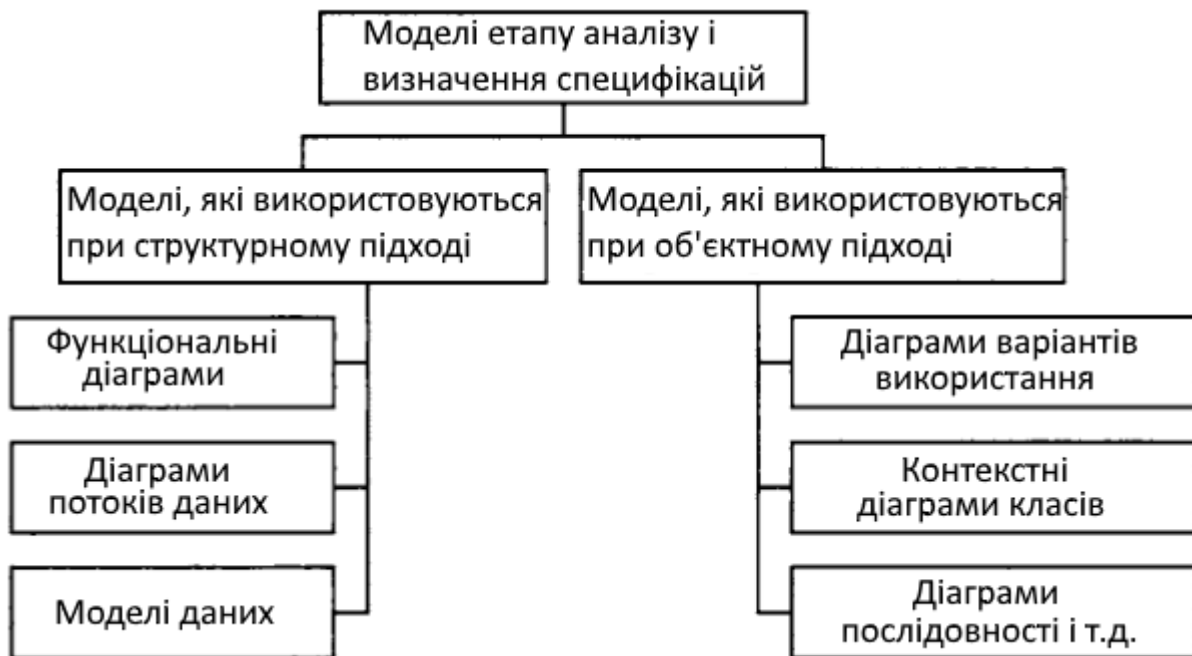 Моделі етапу аналізу і
визначення специфікацій
Моделі, які використовуються
при структурному підході
Моделі, які використовуються
при об'єктному підході
Функціональні
діаграми
Діаграми
потоків даних
Моделі даних
Діаграми варіантів
використання
Контекстні
діаграми класів
Діаграми
послідовності і т.д.